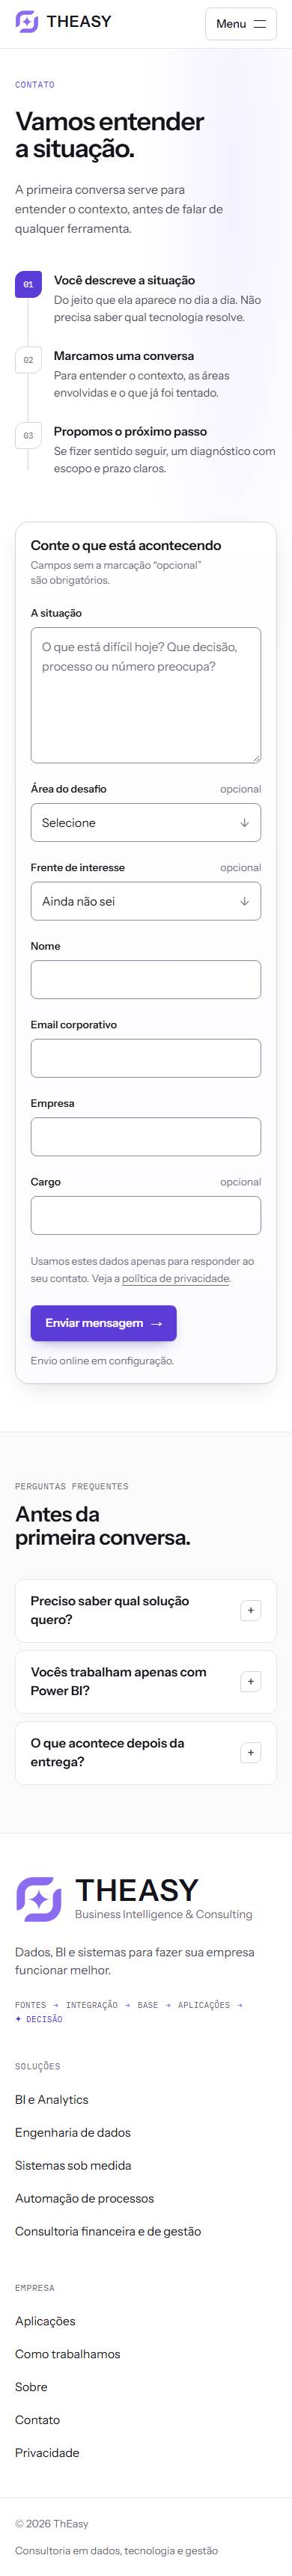 THEASY
Menu
CONTATO
Vamos entender
a situação.
A primeira conversa serve para
entender o contexto, antes de falar de
qualquer ferramenta.
01
Você descreve a situação
Do jeito que ela aparece no dia a dia. Não
precisa saber qual tecnologia resolve.
02
Marcamos uma conversa
Para entender o contexto, as áreas
envolvidas e o que já foi tentado.
03
Propomos o próximo passo
Se fizer sentido seguir, um diagnóstico com
escopo e prazo claros.
Conte o que está acontecendo
Campos sem a marcação “opcional”
são obrigatórios.
A situação
O que está difícil hoje? Que decisão,
processo ou número preocupa?
Área do desafio opcional
Selecione ↓
Frente de interesse opcional
Ainda não sei ↓
Nome
Email corporativo
Empresa
Cargo opcional
Usamos estes dados apenas para responder ao
seu contato. Veja a política de privacidade.
Enviar mensagem →
Envio online em configuração.
PERGUNTAS FREQUENTES
Antes da
primeira conversa.
Preciso saber qual solução
quero?
+
Vocês trabalham apenas com
Power BI?
+
O que acontece depois da
entrega?
+
THEASY
Business Intelligence & Consulting
Dados, BI e sistemas para fazer sua empresa
funcionar melhor.
FONTES → INTEGRAÇÃO → BASE → APLICAÇÕES →
✦ DECISÃO
SOLUÇÕES
BI e Analytics
Engenharia de dados
Sistemas sob medida
Automação de processos
Consultoria financeira e de gestão
EMPRESA
Aplicações
Como trabalhamos
Sobre
Contato
Privacidade
© 2026 ThEasy
Consultoria em dados, tecnologia e gestão